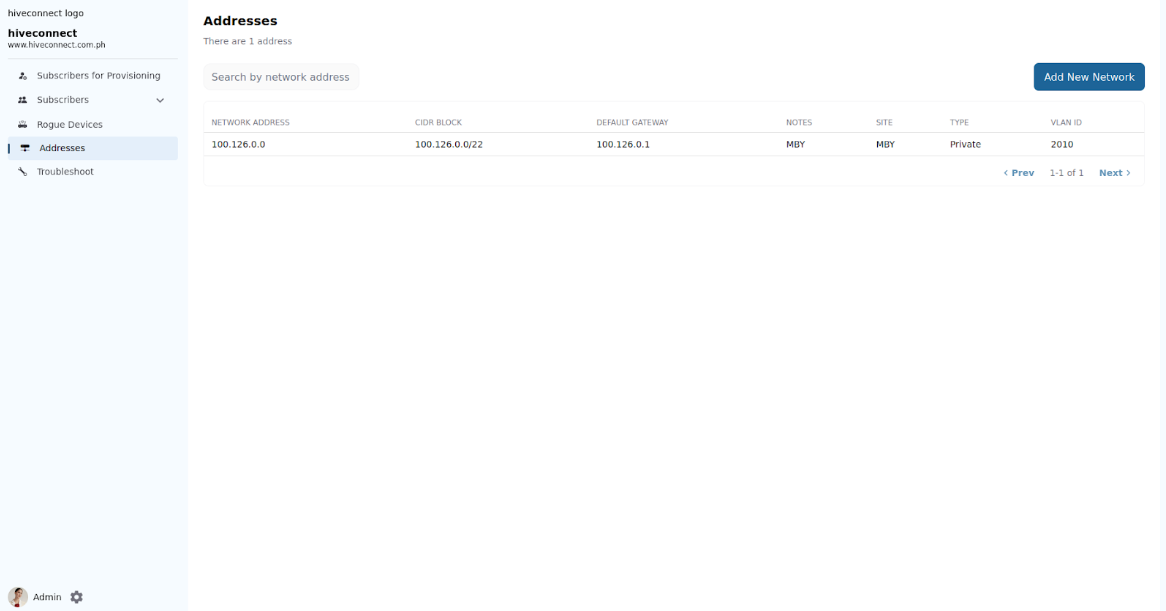 hiveconnect logo
hiveconnect
www.hiveconnect.com.ph
Subscribers for Provisioning
Subscribers
Rogue Devices
Addresses
Troubleshoot
Admin
Addresses
There are 1 address
Search by network address
Add New Network
NETWORK ADDRESS CIDR BLOCK DEFAULT GATEWAY NOTES SITE TYPE VLAN ID
100.126.0.0 100.126.0.0/22 100.126.0.1 MBY MBY Private 2010
Prev 1-1 of 1 Next